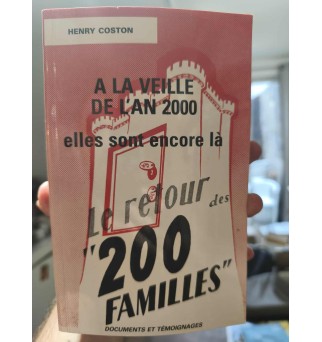 HENRY COSTON
A LA VEILLE
DE L'AN 2000
elles sont encore là
Le retour des
"200
FAMILLES"
DOCUMENTS ET TÉMOIGNAGES